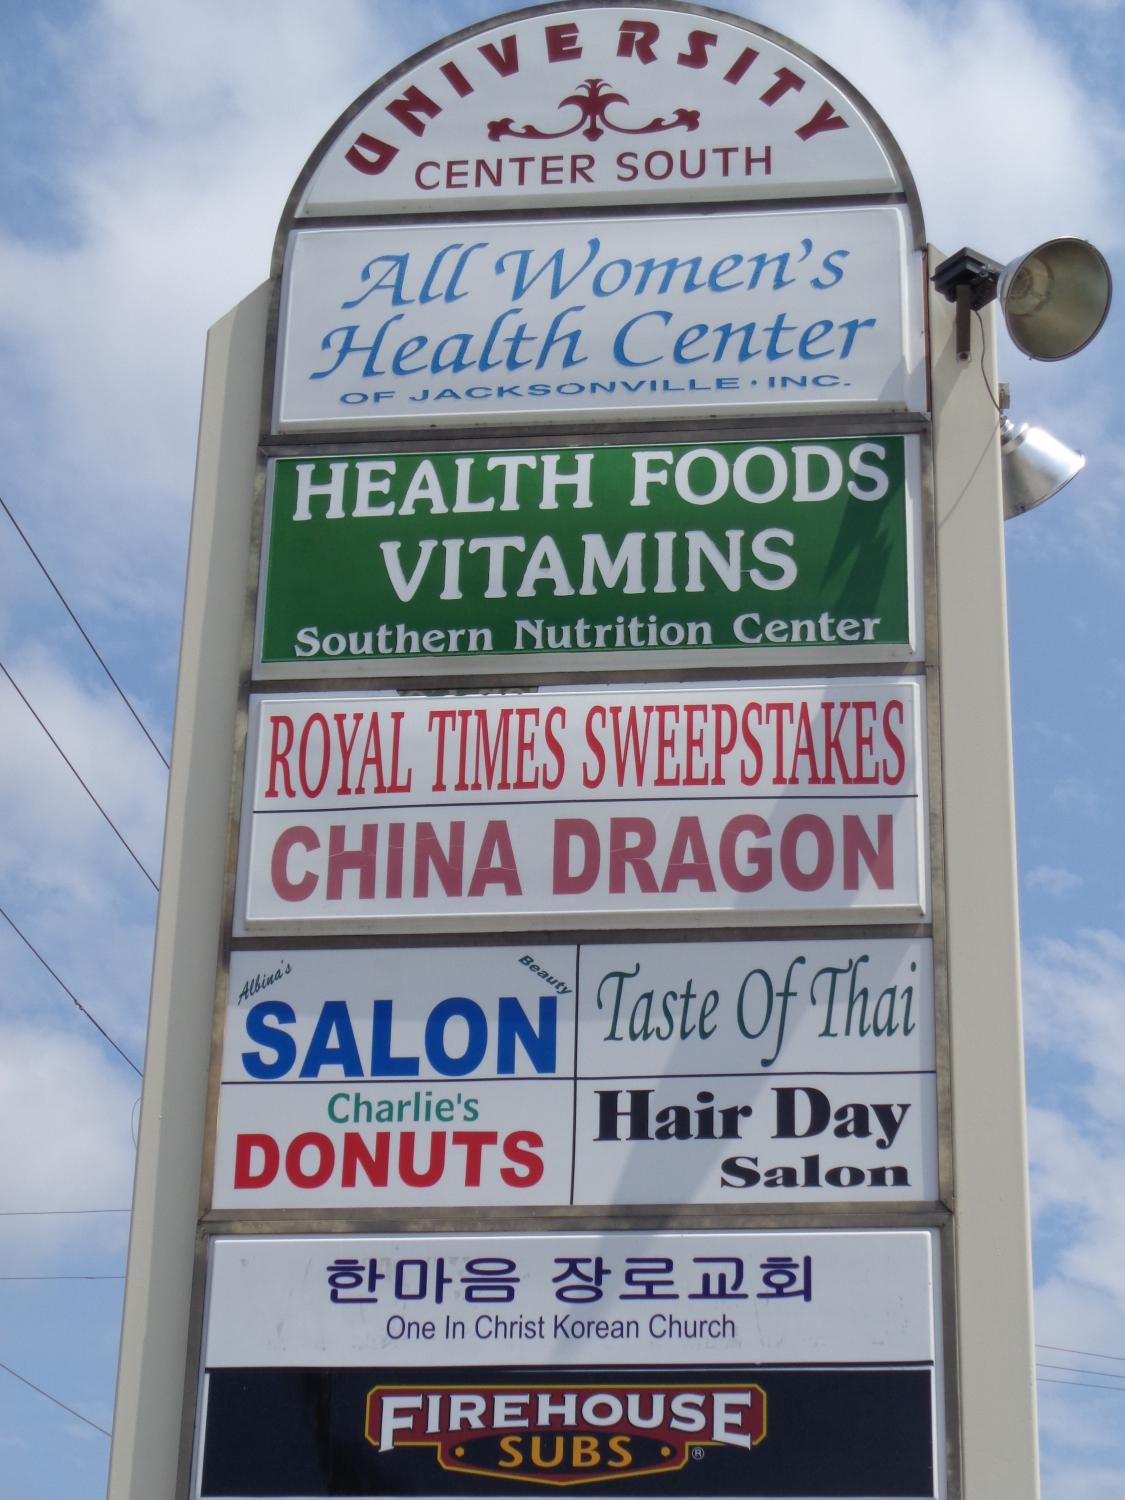 UNIVERSITY
CENTER SOUTH
All Women's
Health Center
OF JACKSONVILLE · INC.
HEALTH FOODS
VITAMINS
Southern Nutrition Center
ROYAL TIMES SWEEPSTAKES
CHINA DRAGON
Albina's Beauty
SALON
Taste Of Thai
Charlie's
DONUTS
Hair Day
Salon
한마음 장로교회
One In Christ Korean Church
FIREHOUSE
SUBS ®